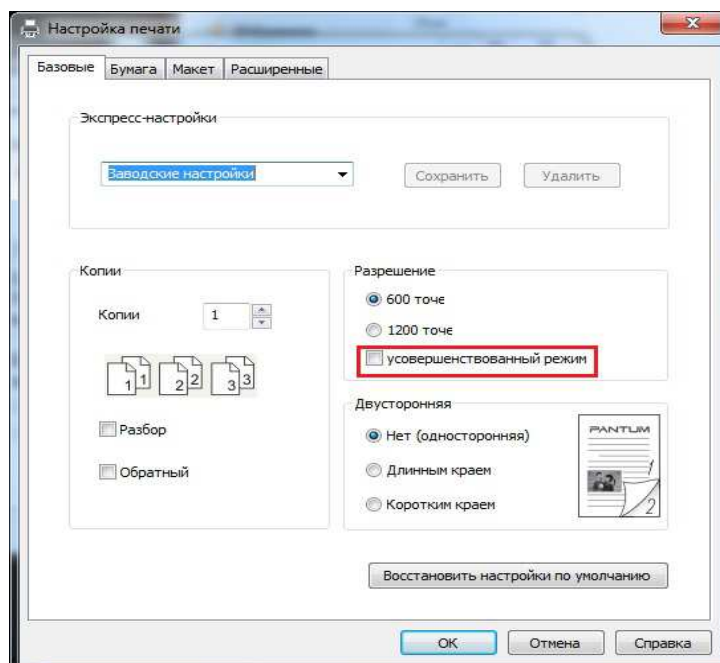 Настройка печати
Базовые Бумага Макет Расширенные
Экспресс-настройки
Заводские настройки Сохранить Удалить
Копии
Копии 1
1 1 2 2 3 3
Разбор
Обратный
Разрешение
600 точе
1200 точе
усовершенствованный режим
Двусторонняя
Нет (односторонняя)
Длинным краем
Коротким краем
PANTUM
1
2
Восстановить настройки по умолчанию
OK Отмена Справка